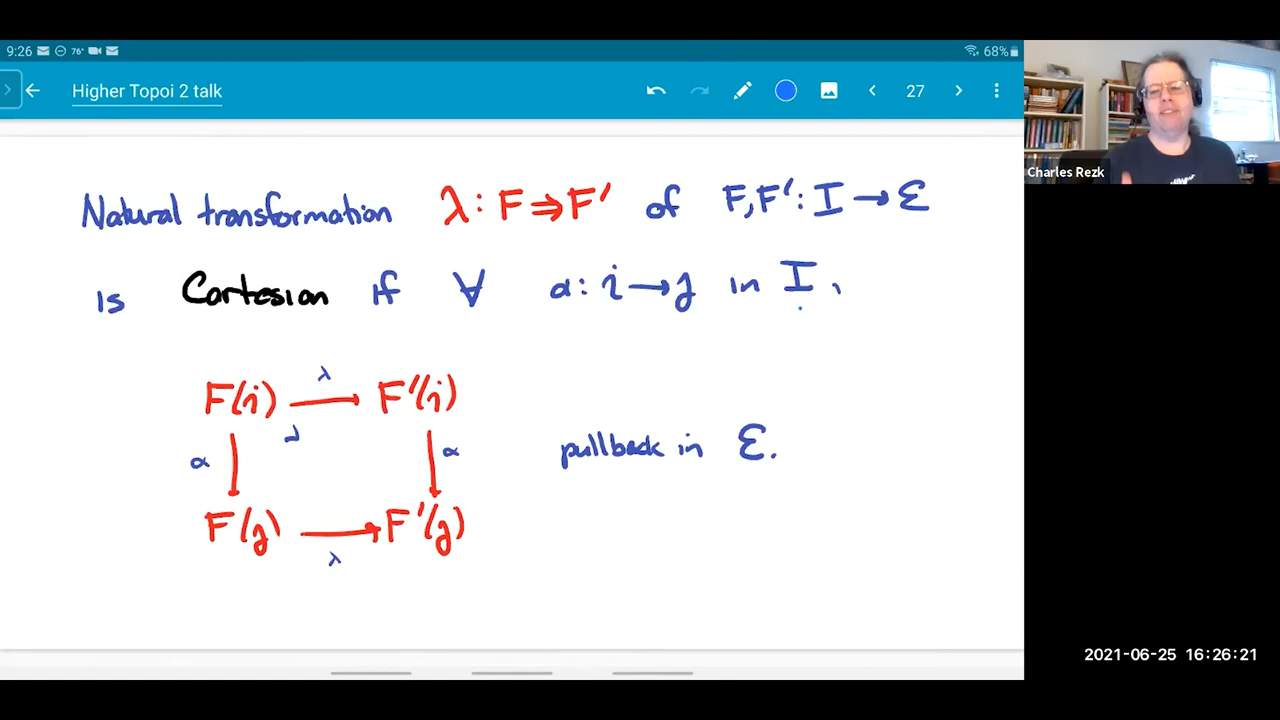 9:26 76° 68%
Higher Topoi 2 talk 27
Charles Rezk
Natural transformation λ: F ⇒ F' of F, F': I → Ɛ
is Cartesian if ∀ α: i → j in I,
λ
F(i) → F'(i)
α α
pullback in Ɛ.
F(j) → F'(j)
λ
2021-06-25 16:26:21